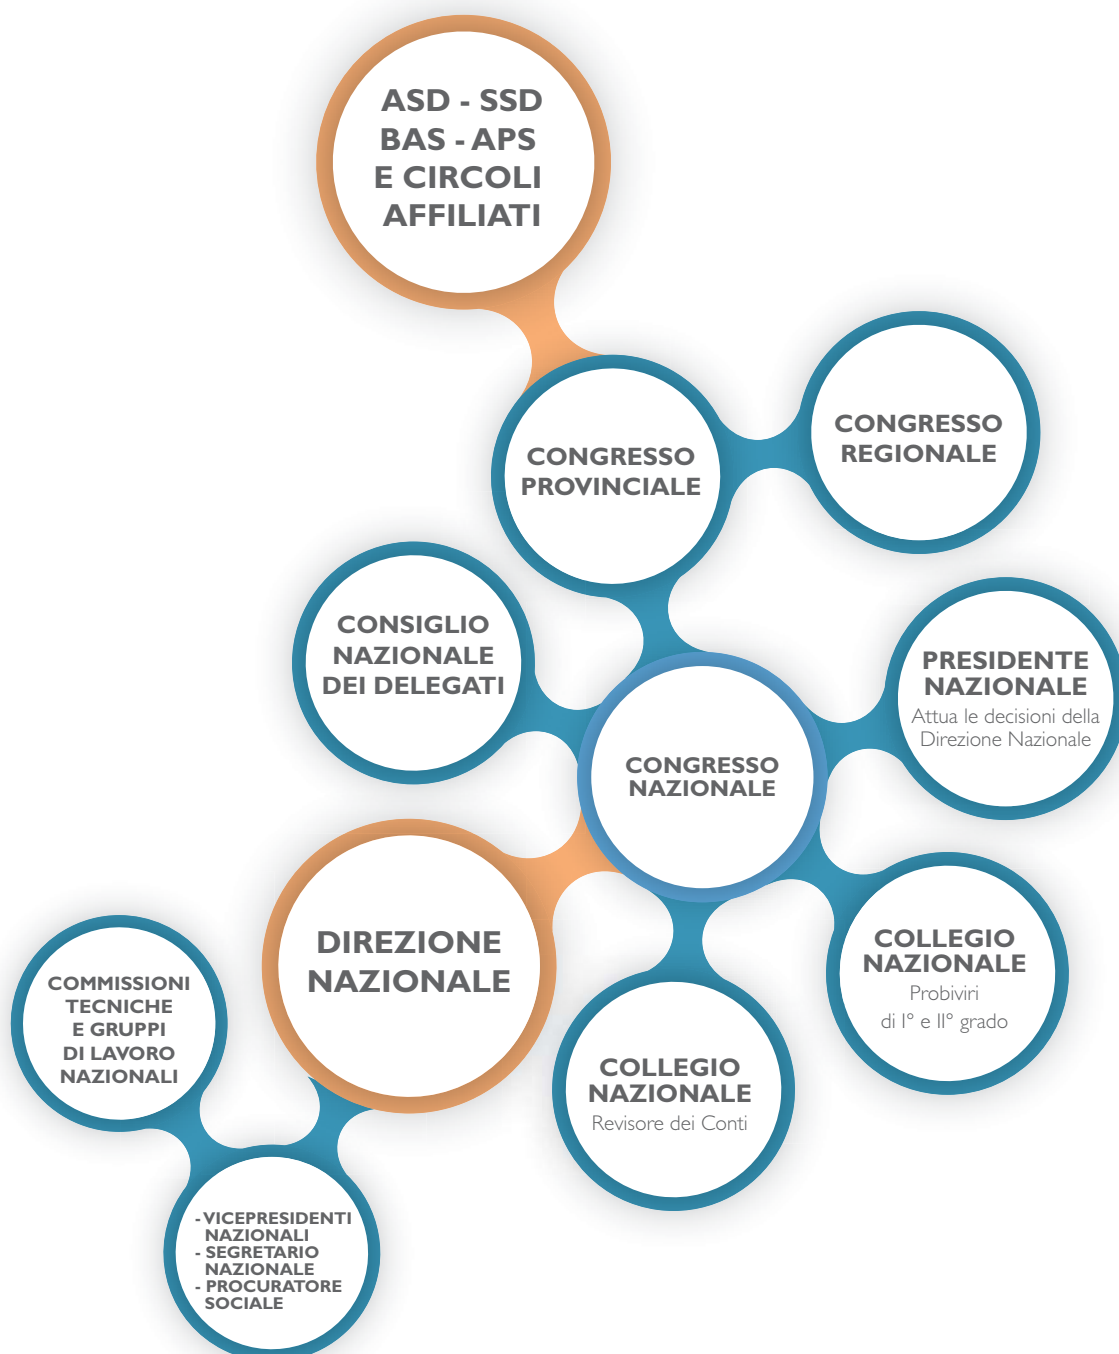 ASD - SSD
BAS - APS
E CIRCOLI
AFFILIATI
CONGRESSO
REGIONALE
CONGRESSO
PROVINCIALE
CONSIGLIO
NAZIONALE
DEI DELEGATI
PRESIDENTE
NAZIONALE
Attua le decisioni della
Direzione Nazionale
CONGRESSO
NAZIONALE
DIREZIONE
NAZIONALE
COLLEGIO
NAZIONALE
Probiviri
di I° e II° grado
COMMISSIONI
TECNICHE
E GRUPPI
DI LAVORO
NAZIONALI
COLLEGIO
NAZIONALE
Revisore dei Conti
- VICEPRESIDENTI
NAZIONALI
- SEGRETARIO
NAZIONALE
- PROCURATORE
SOCIALE